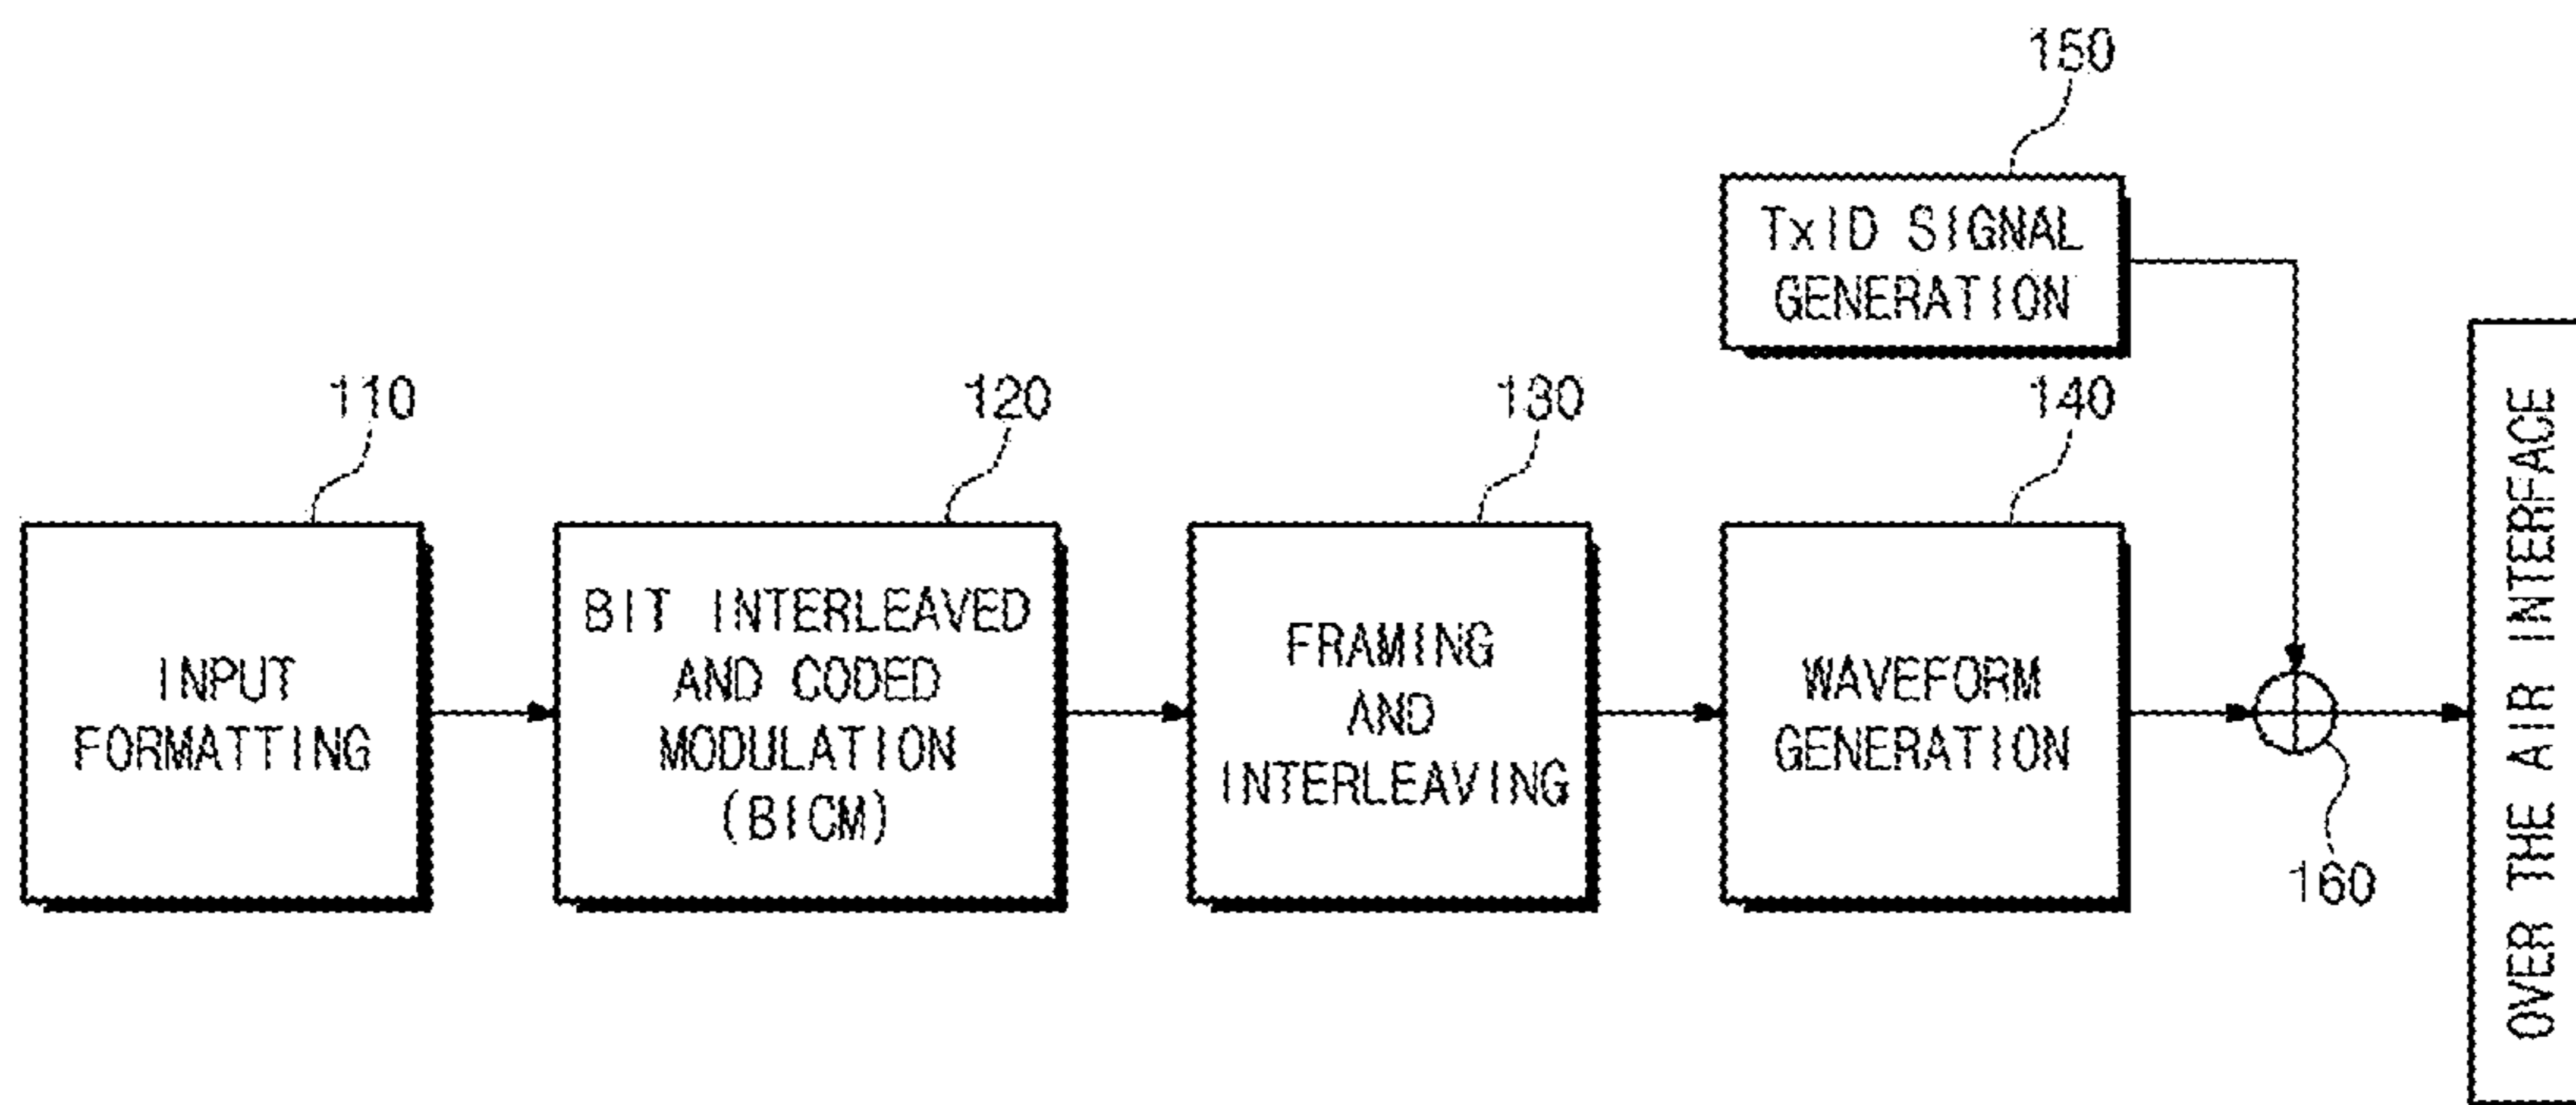 150
TxID SIGNAL
GENERATION
110
120
130
140
INPUT
FORMATTING
BIT INTERLEAVED
AND CODED
MODULATION
(BICM)
FRAMING
AND
INTERLEAVING
WAVEFORM
GENERATION
160
OVER THE AIR INTERFACE